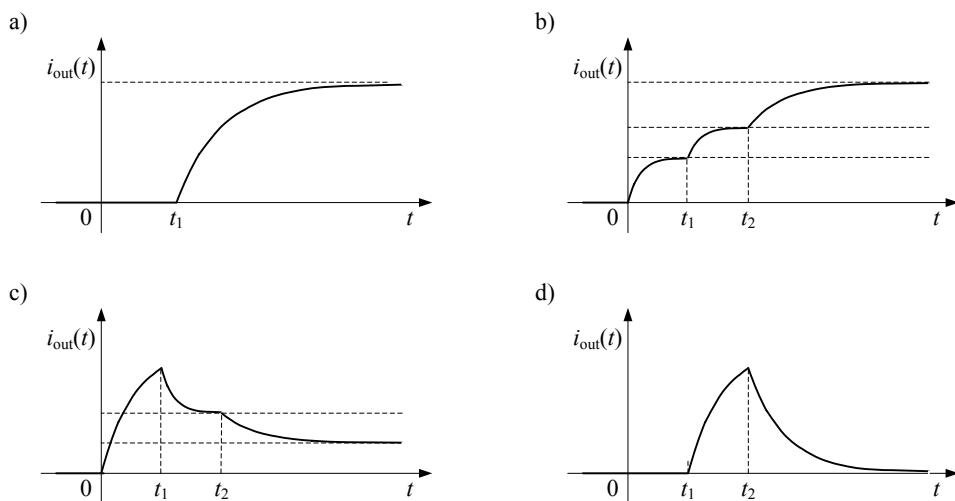 a)
i_out(t)
0
t_1
t
b)
i_out(t)
0
t_1
t_2
t
c)
i_out(t)
0
t_1
t_2
t
d)
i_out(t)
0
t_1
t_2
t